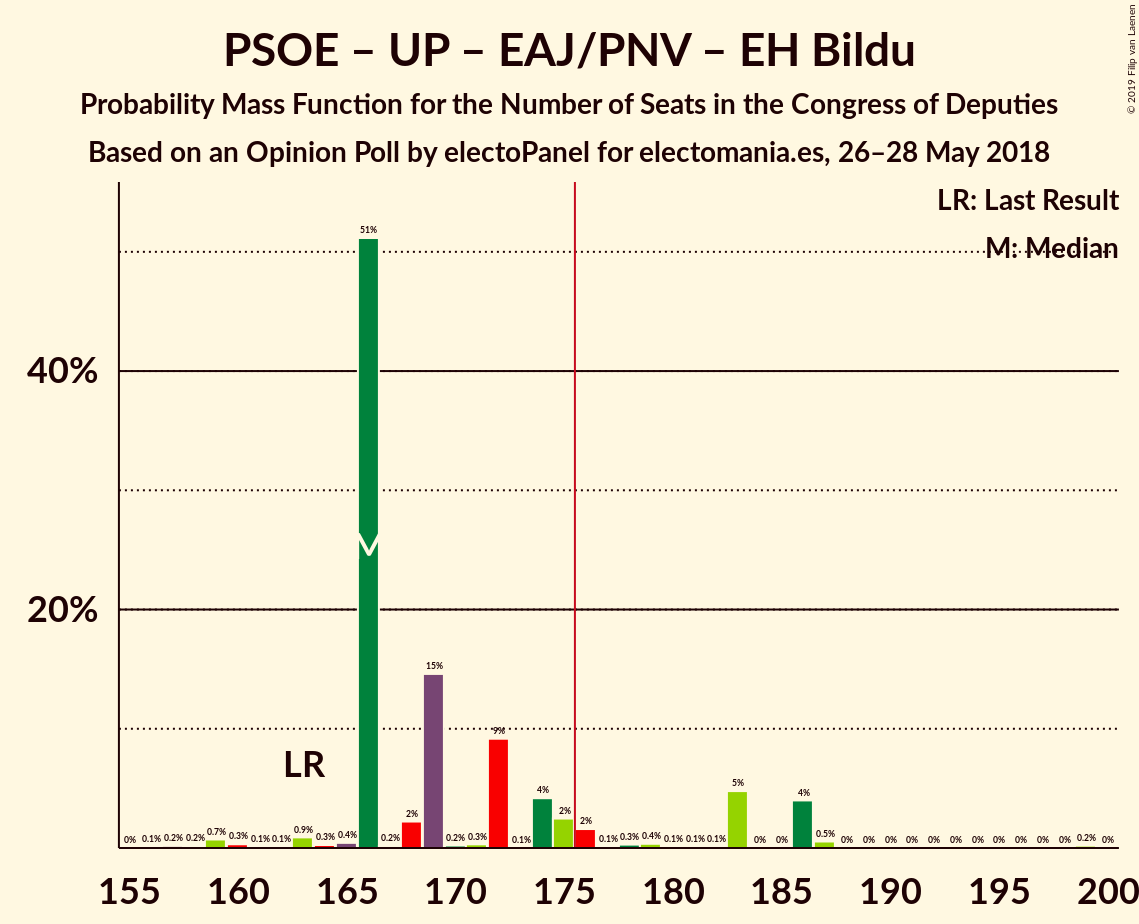 PSOE – UP – EAJ/PNV – EH Bildu
Probability Mass Function for the Number of Seats in the Congress of Deputies
Based on an Opinion Poll by electoPanel for electomania.es, 26–28 May 2018
© 2019 Filip van Laenen
LR: Last Result
M: Median
51%
40%
20%
15%
9%
LR
M
5%
4% 4%
2% 2% 2%
0% 0.1% 0.2% 0.2% 0.7% 0.3% 0.1% 0.1% 0.9% 0.3% 0.4% 0.2% 0.2% 0.3% 0.1% 0.1% 0.3% 0.4% 0.1% 0.1% 0.1% 0% 0% 0.5% 0% 0% 0% 0% 0% 0% 0% 0% 0% 0% 0% 0.2% 0%
155 160 165 170 175 180 185 190 195 200